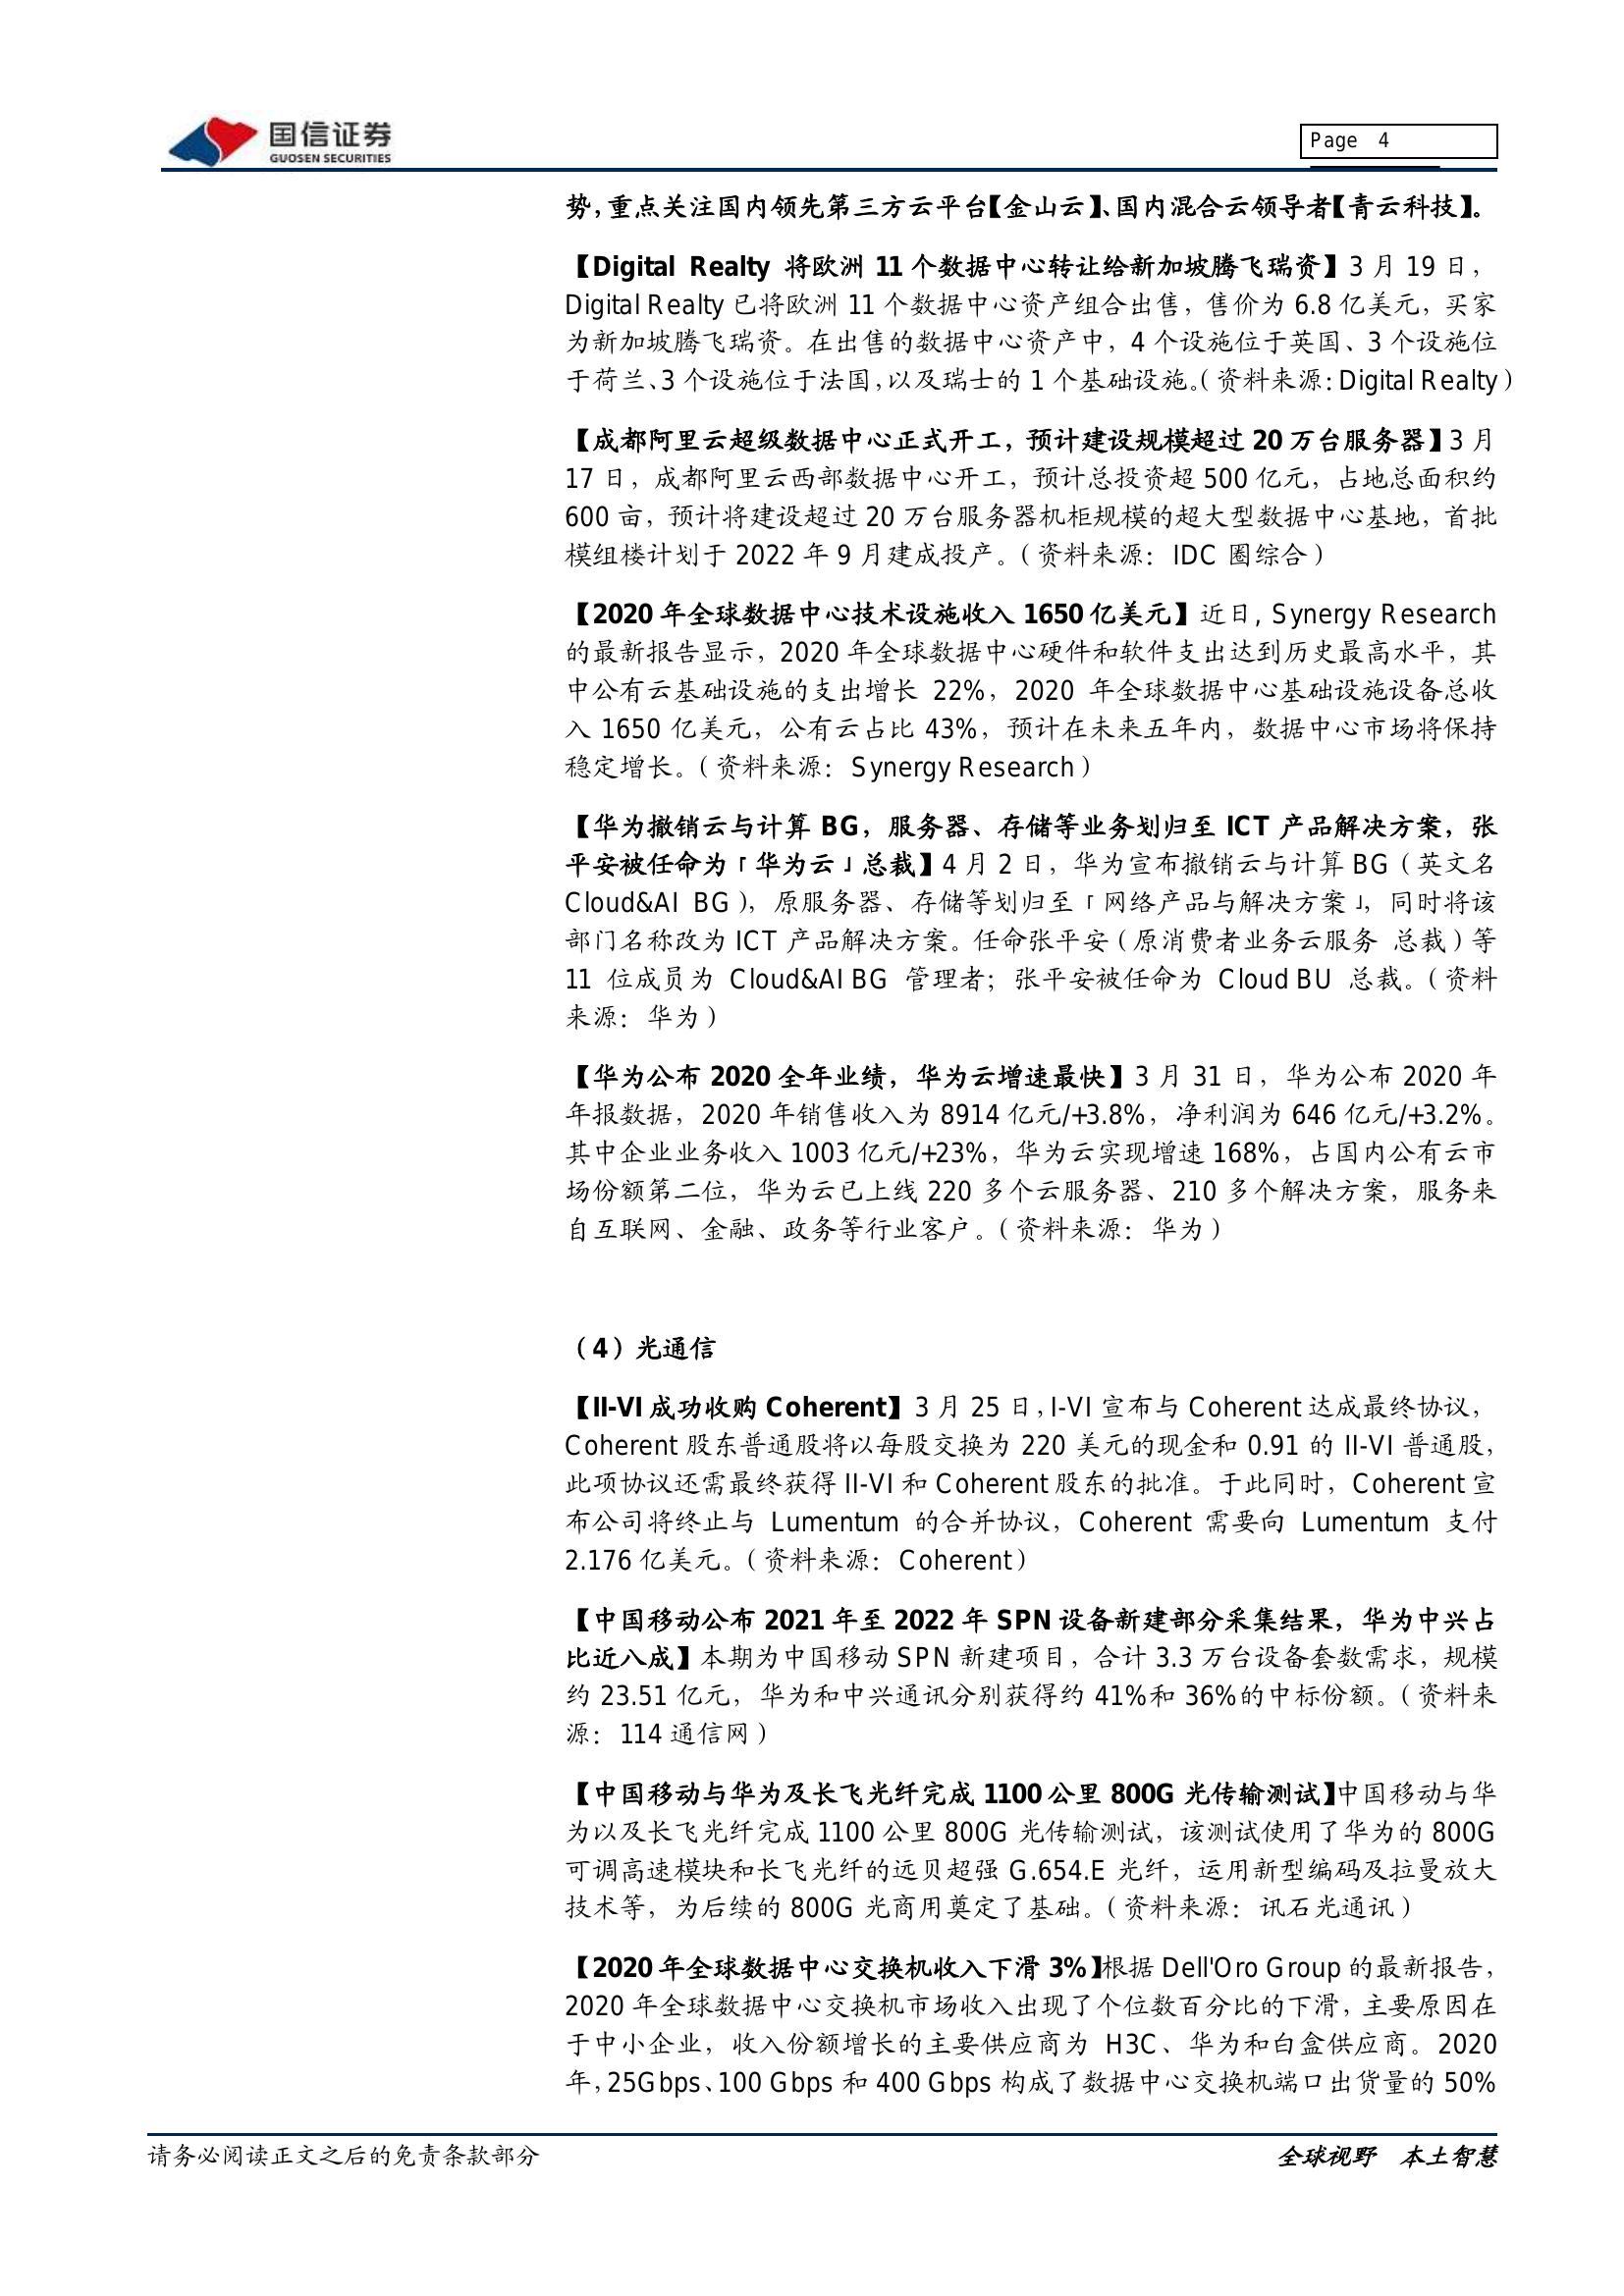 国信证券
GUOSEN SECURITIES
Page 4
势，重点关注国内领先第三方云平台【金山云】、国内混合云领导者【青云科技】。
【Digital Realty 将欧洲 11 个数据中心转让给新加坡腾飞瑞资】3 月 19 日，
Digital Realty 已将欧洲 11 个数据中心资产组合出售，售价为 6.8 亿美元，买家
为新加坡腾飞瑞资。在出售的数据中心资产中，4 个设施位于英国、3 个设施位
于荷兰、3 个设施位于法国，以及瑞士的 1 个基础设施。（资料来源：Digital Realty）
【成都阿里云超级数据中心正式开工，预计建设规模超过 20 万台服务器】3 月
17 日，成都阿里云西部数据中心开工，预计总投资超 500 亿元，占地总面积约
600 亩，预计将建设超过 20 万台服务器机柜规模的超大型数据中心基地，首批
模组楼计划于 2022 年 9 月建成投产。（资料来源：IDC 圈综合）
【2020 年全球数据中心技术设施收入 1650 亿美元】近日，Synergy Research
的最新报告显示，2020 年全球数据中心硬件和软件支出达到历史最高水平，其
中公有云基础设施的支出增长 22%，2020 年全球数据中心基础设施设备总收
入 1650 亿美元，公有云占比 43%，预计在未来五年内，数据中心市场将保持
稳定增长。（资料来源：Synergy Research）
【华为撤销云与计算 BG，服务器、存储等业务划归至 ICT 产品解决方案，张
平安被任命为「华为云」总裁】4 月 2 日，华为宣布撤销云与计算 BG（英文名
Cloud&AI BG），原服务器、存储等划归至「网络产品与解决方案」，同时将该
部门名称改为 ICT 产品解决方案。任命张平安（原消费者业务云服务 总裁）等
11 位成员为 Cloud&AI BG 管理者；张平安被任命为 Cloud BU 总裁。（资料
来源：华为）
【华为公布 2020 全年业绩，华为云增速最快】3 月 31 日，华为公布 2020 年
年报数据，2020 年销售收入为 8914 亿元/+3.8%，净利润为 646 亿元/+3.2%。
其中企业业务收入 1003 亿元/+23%，华为云实现增速 168%，占国内公有云市
场份额第二位，华为云已上线 220 多个云服务器、210 多个解决方案，服务来
自互联网、金融、政务等行业客户。（资料来源：华为）
（4）光通信
【II-VI 成功收购 Coherent】3 月 25 日，I-VI 宣布与 Coherent 达成最终协议，
Coherent 股东普通股将以每股交换为 220 美元的现金和 0.91 的 II-VI 普通股，
此项协议还需最终获得 II-VI 和 Coherent 股东的批准。于此同时，Coherent 宣
布公司将终止与 Lumentum 的合并协议，Coherent 需要向 Lumentum 支付
2.176 亿美元。（资料来源：Coherent）
【中国移动公布 2021 年至 2022 年 SPN 设备新建部分采集结果，华为中兴占
比近八成】本期为中国移动 SPN 新建项目，合计 3.3 万台设备套数需求，规模
约 23.51 亿元，华为和中兴通讯分别获得约 41%和 36%的中标份额。（资料来
源：114 通信网）
【中国移动与华为及长飞光纤完成 1100 公里 800G 光传输测试】中国移动与华
为以及长飞光纤完成 1100 公里 800G 光传输测试，该测试使用了华为的 800G
可调高速模块和长飞光纤的远贝超强 G.654.E 光纤，运用新型编码及拉曼放大
技术等，为后续的 800G 光商用奠定了基础。（资料来源：讯石光通讯）
【2020 年全球数据中心交换机收入下滑 3%】根据 Dell'Oro Group 的最新报告，
2020 年全球数据中心交换机市场收入出现了个位数百分比的下滑，主要原因在
于中小企业，收入份额增长的主要供应商为 H3C、华为和白盒供应商。2020
年，25Gbps、100 Gbps 和 400 Gbps 构成了数据中心交换机端口出货量的 50%
请务必阅读正文之后的免责条款部分
全球视野 本土智慧